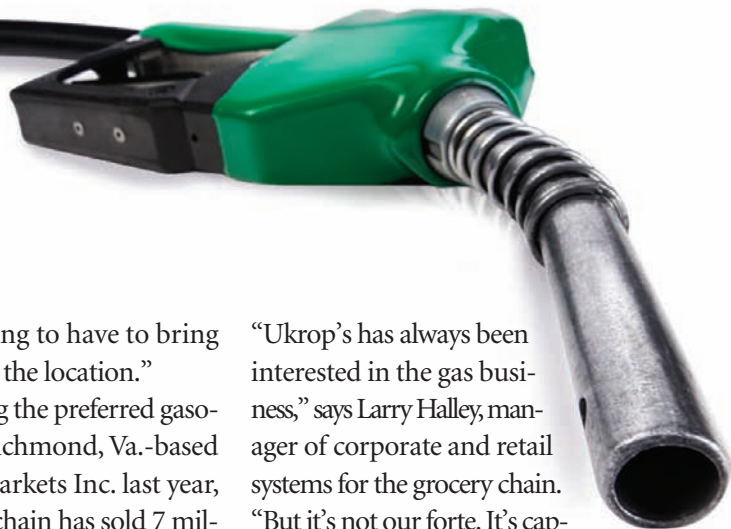 ng to have to bring
the location.”
g the preferred gaso-
chmond, Va.-based
arkets Inc. last year,
chain has sold 7 mil-
“Ukrop’s has always been
interested in the gas busi-
ness,” says Larry Halley, man-
ager of corporate and retail
systems for the grocery chain.
“But it’s not our forte. It’s cap-